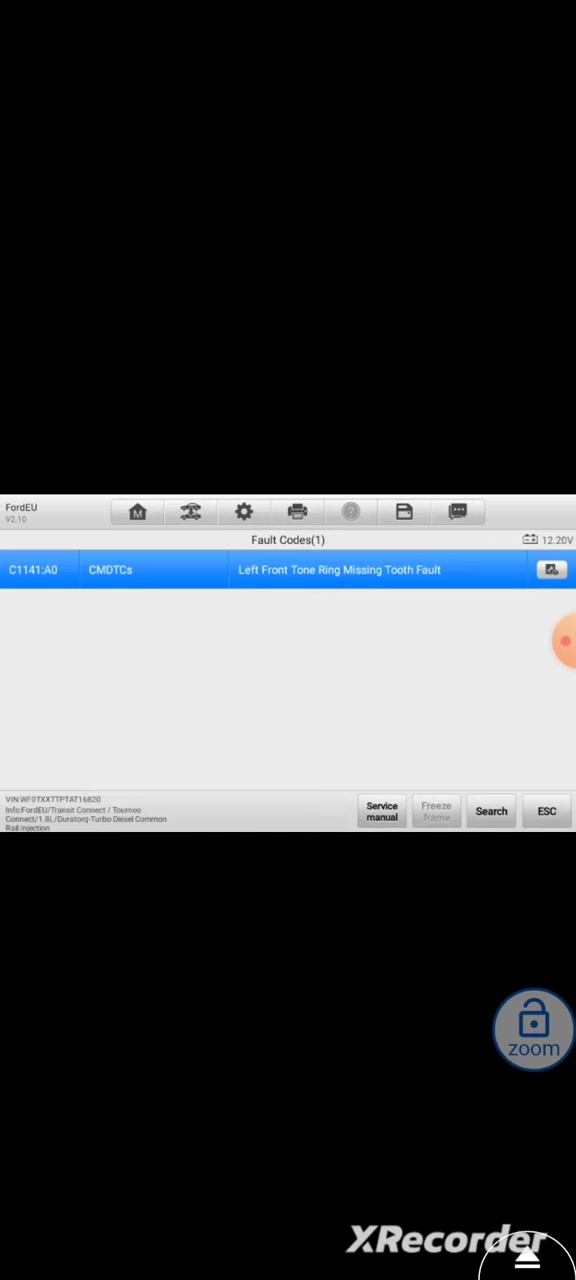 FordEU
V2.10
M
?
Fault Codes(1)
12.20V
C1141:A0 CMDTCs Left Front Tone Ring Missing Tooth Fault
VIN:WF0TXXTTPTAT16820
Info:FordEU/Transit Connect / Tourneo
Connect/1.8L/Duratorq-Turbo Diesel Common
Rail Injection
Service
manual
Freeze
frame
Search
ESC
zoom
XRecorder